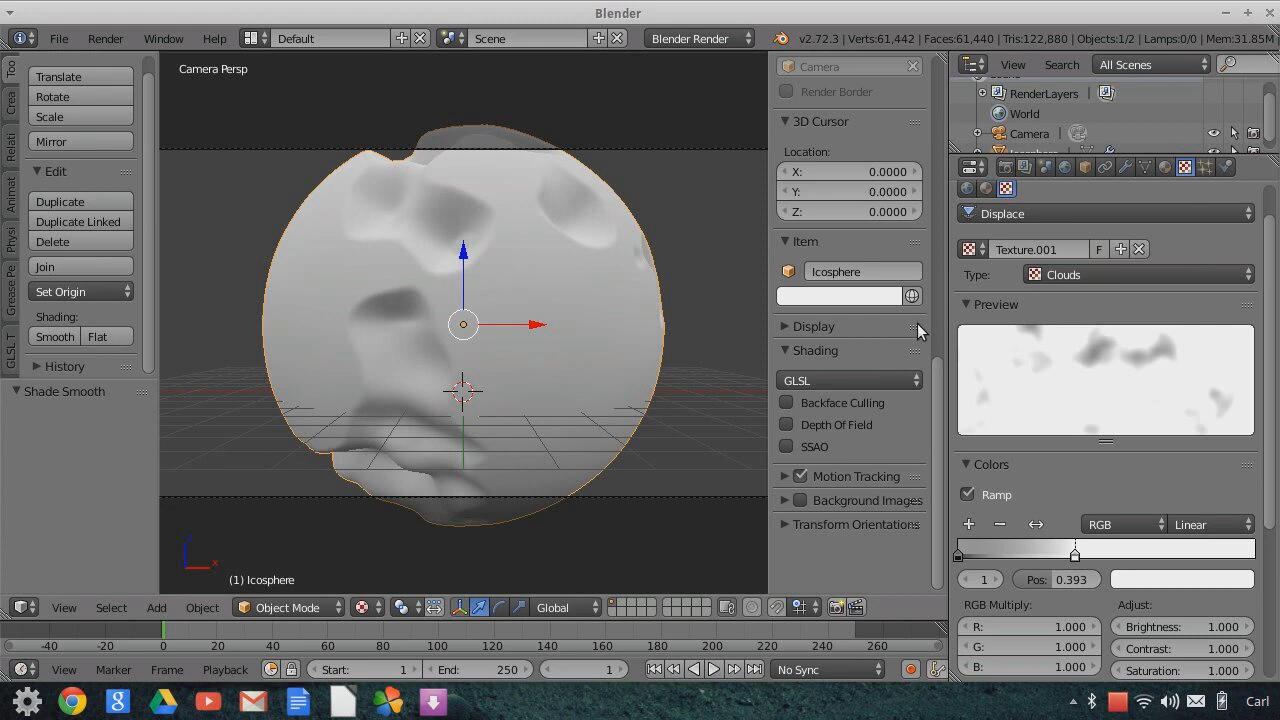 Blender
File Render Window Help Default Scene Blender Render v2.72.3 | Verts:61,442 | Faces:61,440 | Tris:122,880 | Objects:1/2 | Lamps:0/0 | Mem:31.85M
Too
Crea
Relati
Animat
Physi
Grease Pe
GLSL T
Translate
Rotate
Scale
Mirror
Edit
Duplicate
Duplicate Linked
Delete
Join
Set Origin
Shading:
Smooth Flat
History
Shade Smooth
Camera Persp
z
x
(1) Icosphere
Camera
Render Border
3D Cursor
Location:
X: 0.0000
Y: 0.0000
Z: 0.0000
Item
Icosphere
Display
Shading
GLSL
Backface Culling
Depth Of Field
SSAO
Motion Tracking
Background Images
Transform Orientations
View Search All Scenes
RenderLayers
World
Camera
Displace
Texture.001 F
Type: Clouds
Preview
Colors
Ramp
RGB Linear
1 Pos: 0.393
RGB Multiply: Adjust:
R: 1.000 Brightness: 1.000
G: 1.000 Contrast: 1.000
B: 1.000 Saturation: 1.000
View Select Add Object Object Mode Global
-40 -20 0 20 40 60 80 100 120 140 160 180 200 220 240 260
View Marker Frame Playback Start: 1 End: 250 1 No Sync
Carl